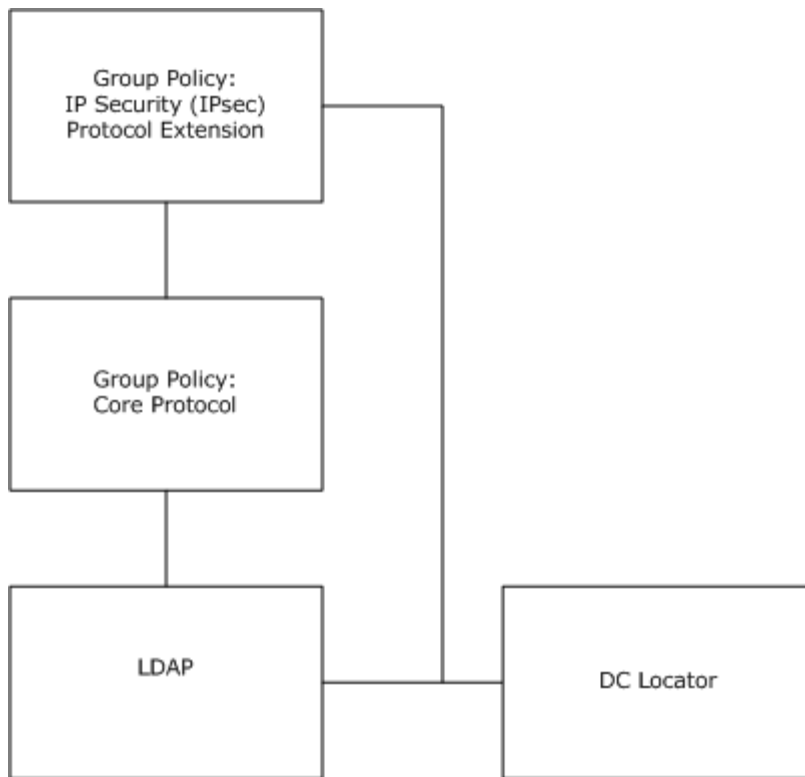 Group Policy:
IP Security (IPsec)
Protocol Extension
Group Policy:
Core Protocol
LDAP
DC Locator